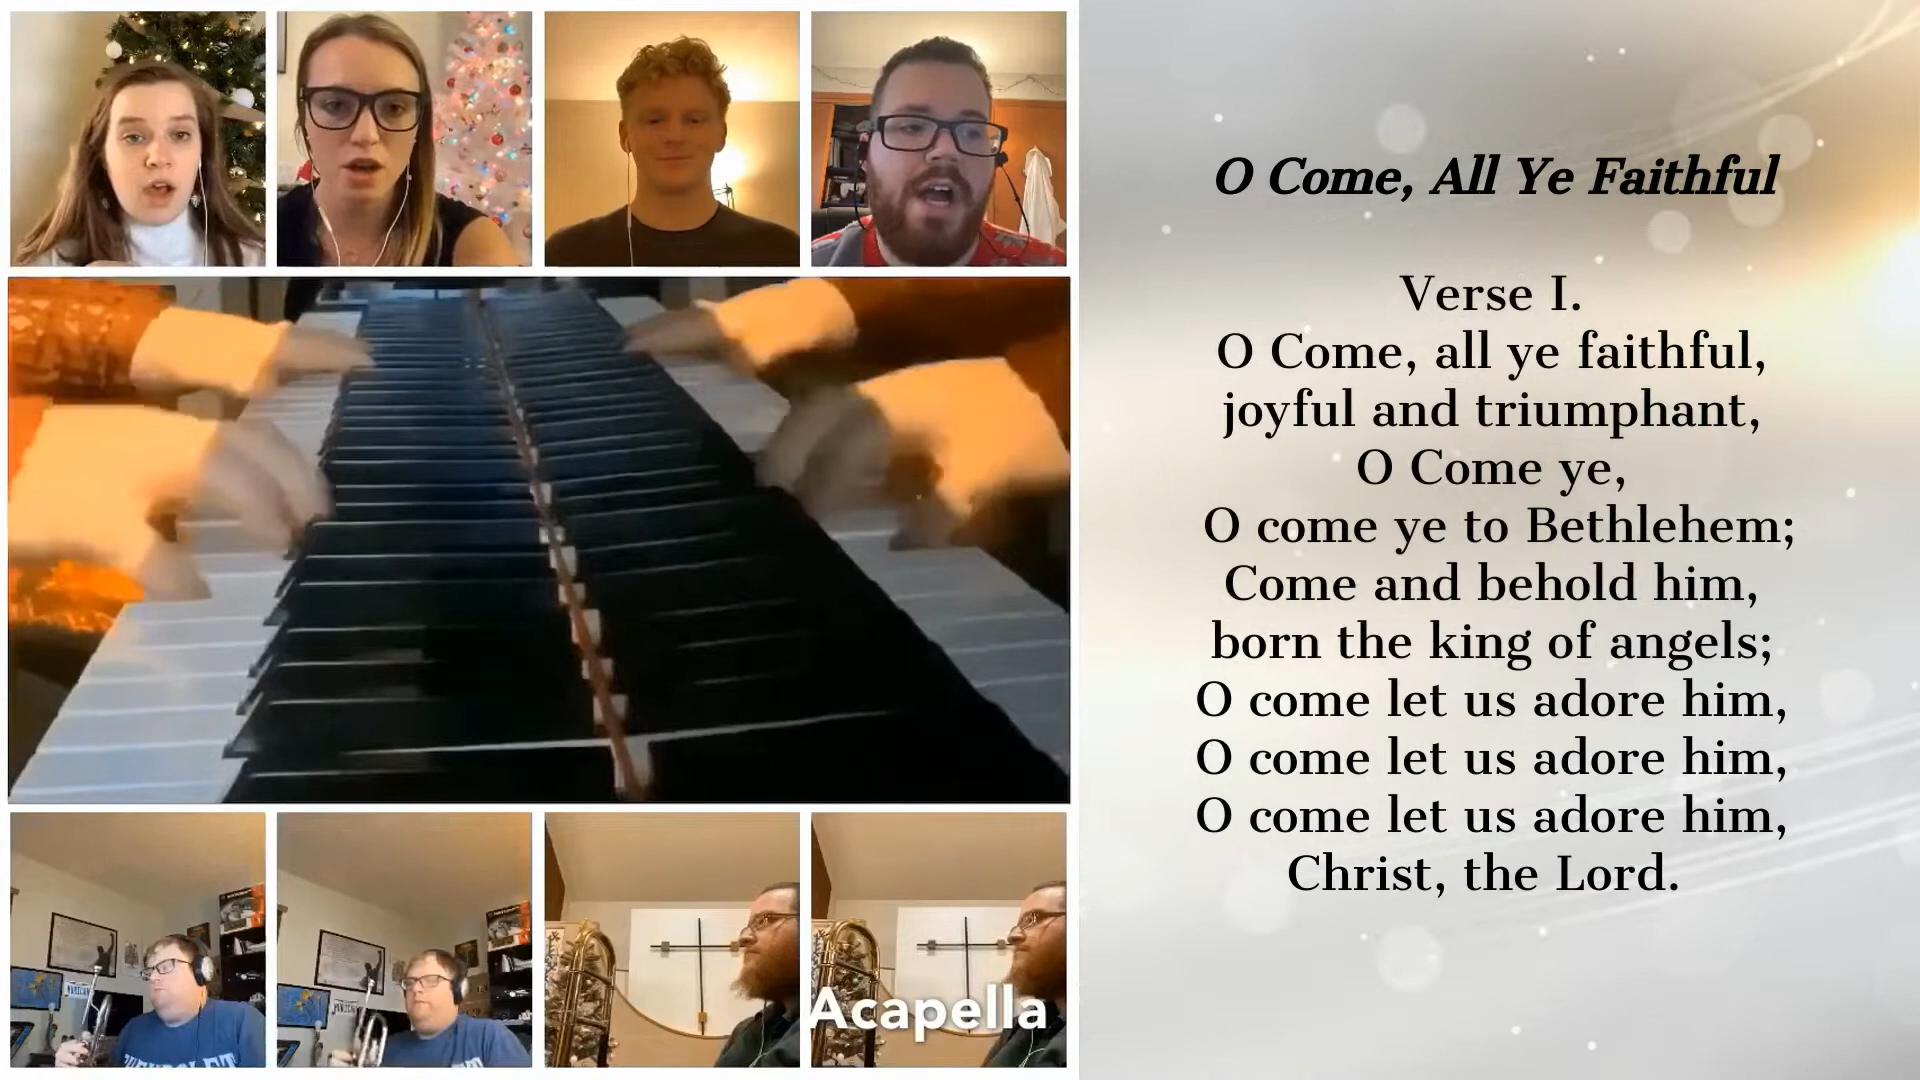 O Come, All Ye Faithful
Verse I.
O Come, all ye faithful,
joyful and triumphant,
O Come ye,
O come ye to Bethlehem;
Come and behold him,
born the king of angels;
O come let us adore him,
O come let us adore him,
O come let us adore him,
Christ, the Lord.
Acapella